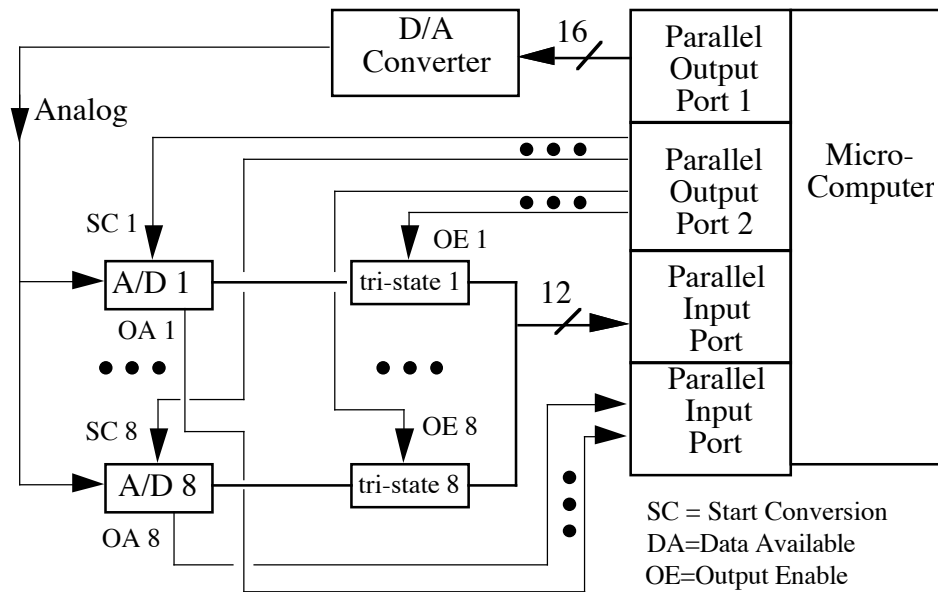 D/A
Converter
16
Parallel
Output
Port 1
Analog
Micro-
Computer
Parallel
Output
Port 2
SC 1
OE 1
A/D 1
tri-state 1
12
Parallel
Input
Port
OA 1
Parallel
Input
Port
SC 8
OE 8
A/D 8
tri-state 8
OA 8
SC = Start Conversion
DA=Data Available
OE=Output Enable